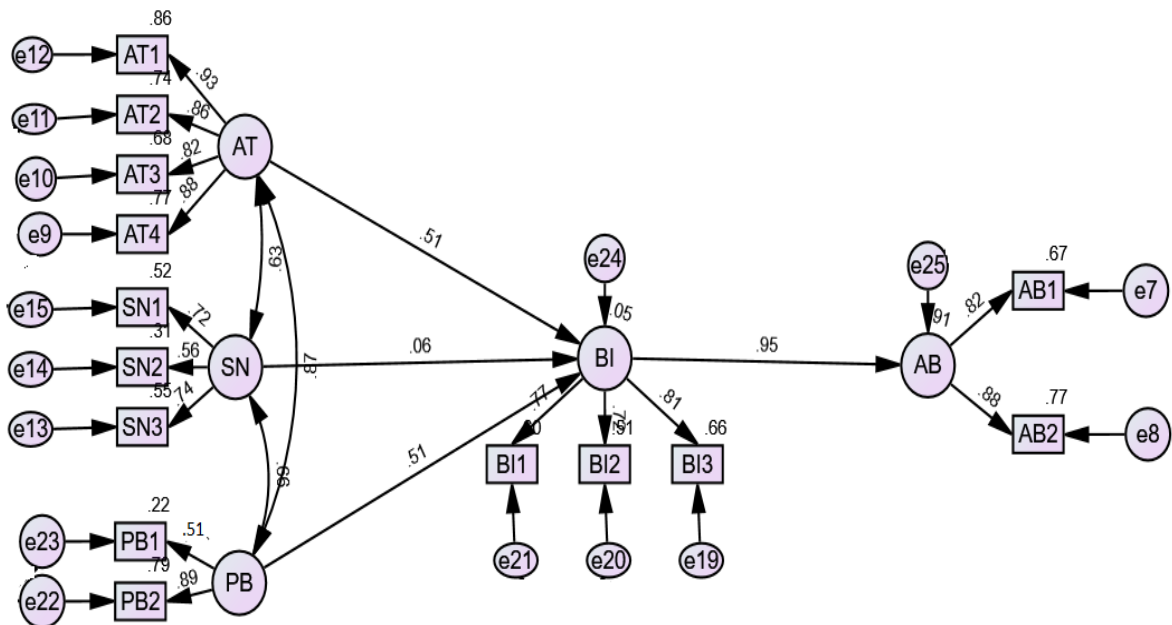 .86
e12 AT1
.93
.74
e11 AT2
.86
AT
.68
e10 AT3
.82
.77
.88
e9 AT4
.63
.51
.52
e15 SN1
.72
.31
e14 SN2
.56
SN
.55
.74
e13 SN3
.87
.06
.66
.51
.22
e23 PB1
.51
.79
e22 PB2
.89
PB
e24
.05
BI
.77
.81
.66
BI1 BI2 BI3
e21 e20 e19
.95
e25
.91
AB
.82
.67
AB1 e7
.88
.77
AB2 e8